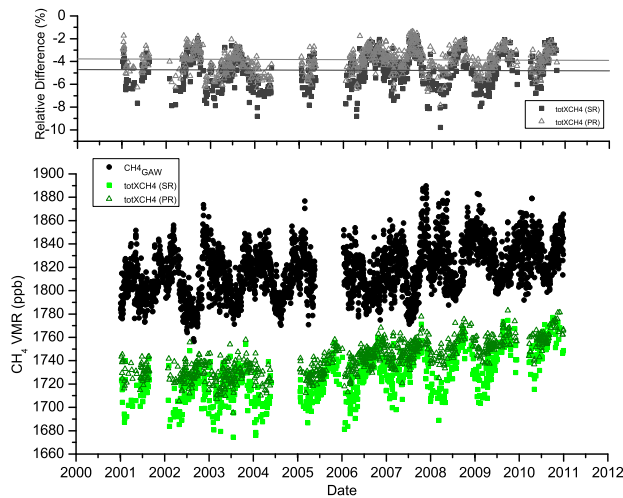 0
-2
-4
-6
-8
-10
Relative Difference (%)
totXCH4 (SR)
totXCH4 (PR)
CH4GAW
totXCH4 (SR)
totXCH4 (PR)
1900
1880
1860
1840
1820
1800
1780
1760
1740
1720
1700
1680
1660
CH4 VMR (ppb)
2000 2001 2002 2003 2004 2005 2006 2007 2008 2009 2010 2011 2012
Date